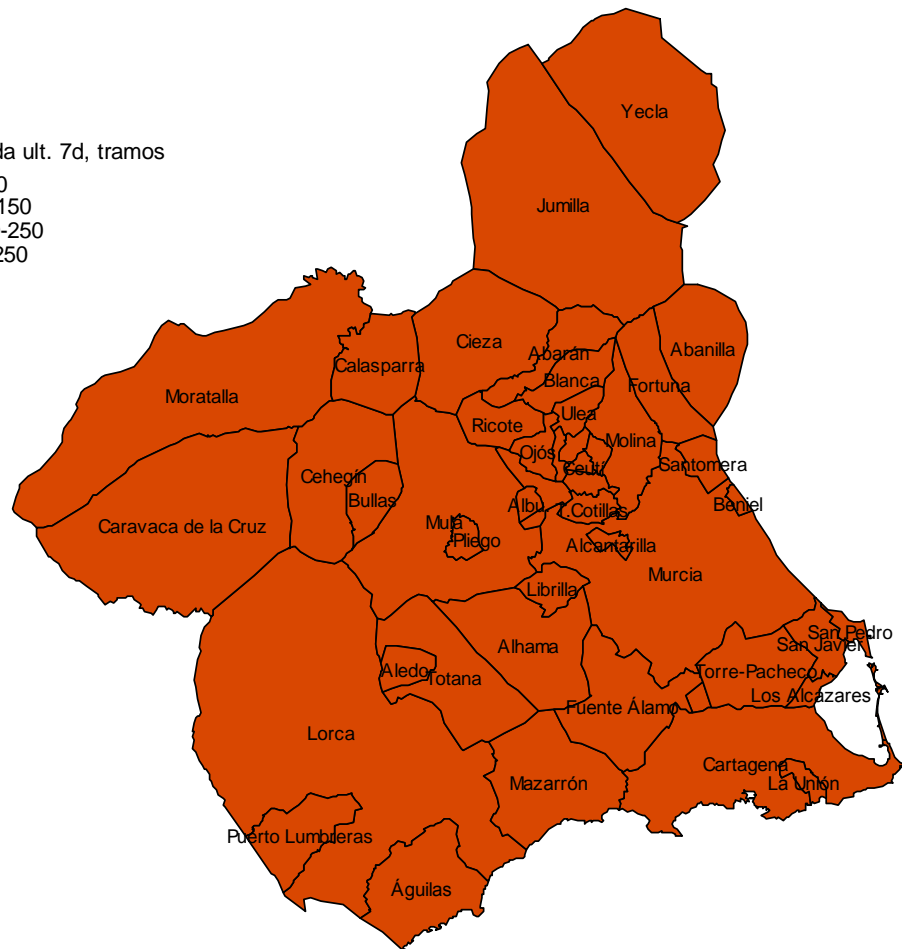 Yecla
da ult. 7d, tramos
0
150
-250
250
Jumilla
Cieza
Abarán
Abanilla
Calasparra
Blanca
Fortuna
Moratalla
Ulea
Ricote
Molina
Ojós
Santomera
Cehegín
Ceutí
Bullas
Albu.
Beniel
T.Cotillas
Caravaca de la Cruz
Mula
Pliego
Alcantarilla
Murcia
Librilla
San Pedro
Alhama
San Javier
Aledo
Totana
Torre-Pacheco
Los Alcázares
Fuente Álamo
Lorca
Cartagena
Mazarrón
La Unión
Puerto Lumbreras
Águilas